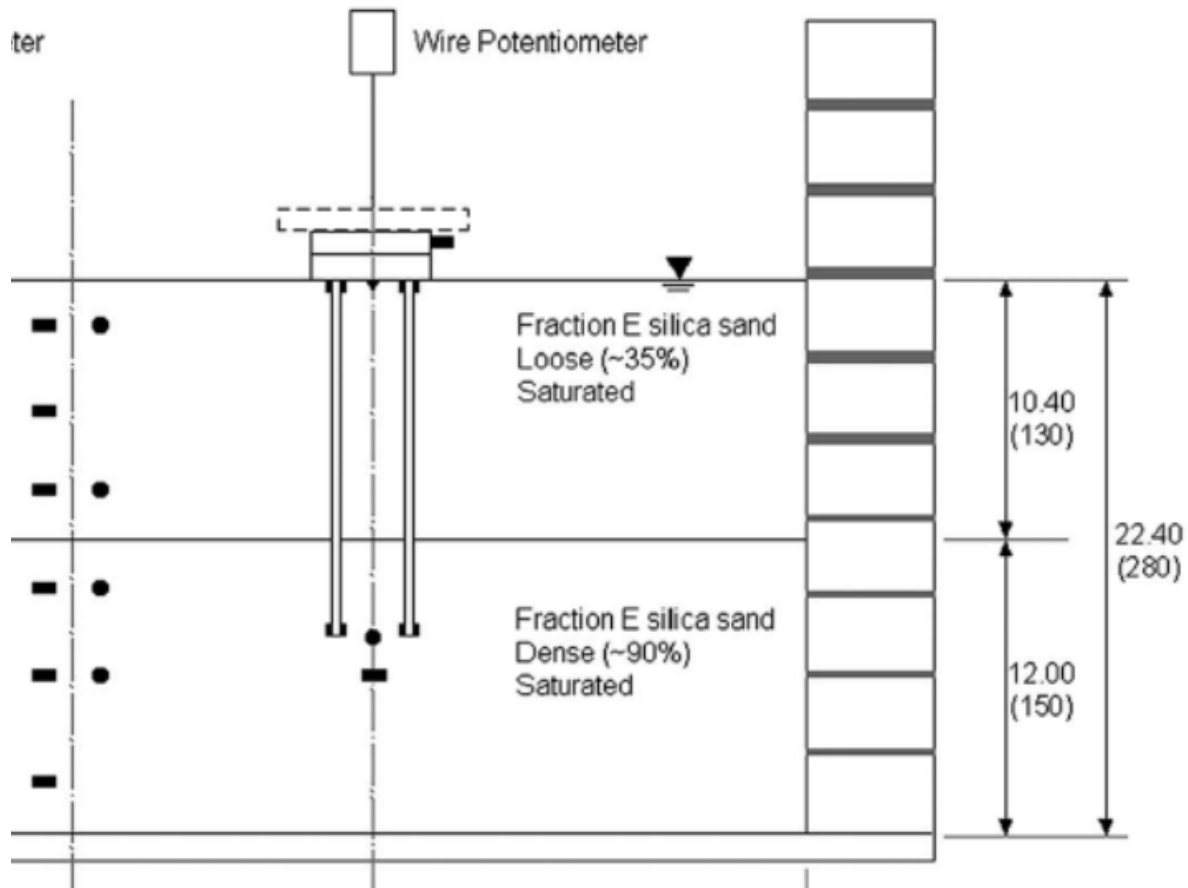 Wire Potentiometer
Fraction E silica sand
Loose (~35%)
Saturated
10.40
(130)
22.40
(280)
Fraction E silica sand
Dense (~90%)
Saturated
12.00
(150)